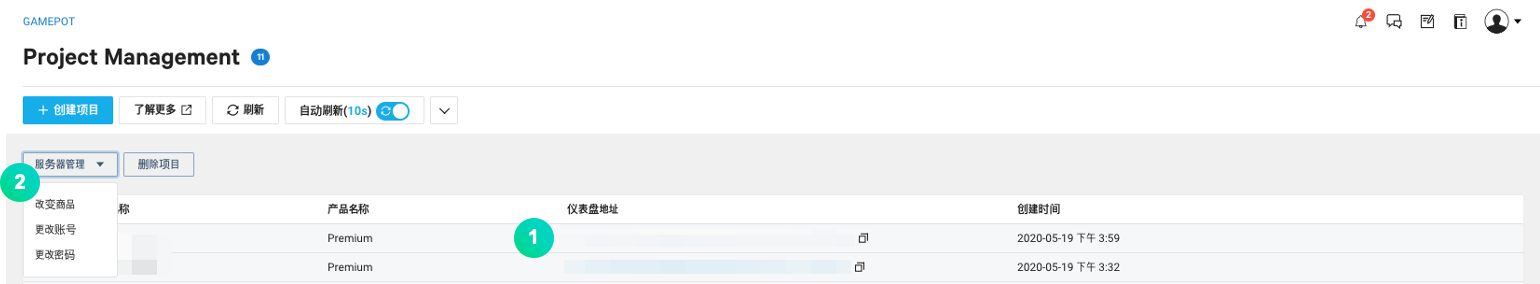 GAMEPOT
2
Project Management 11
+ 创建项目 了解更多 刷新 自动刷新(10s)
服务器管理 删除项目
2
改变商品
更改账号
更改密码
称 产品名称 仪表盘地址 创建时间
1
Premium 2020-05-19 下午 3:59
Premium 2020-05-19 下午 3:32